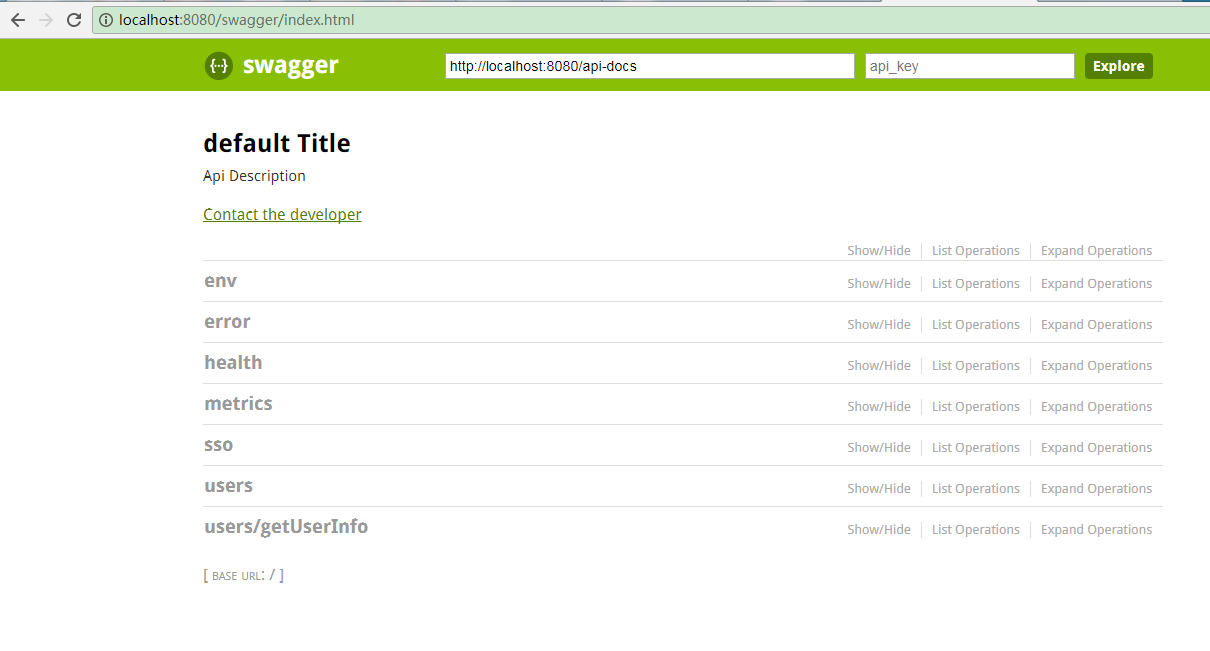 localhost:8080/swagger/index.html
{··} swagger http://localhost:8080/api-docs api_key Explore
default Title
Api Description
Contact the developer
Show/Hide List Operations Expand Operations
env Show/Hide List Operations Expand Operations
error Show/Hide List Operations Expand Operations
health Show/Hide List Operations Expand Operations
metrics Show/Hide List Operations Expand Operations
sso Show/Hide List Operations Expand Operations
users Show/Hide List Operations Expand Operations
users/getUserInfo Show/Hide List Operations Expand Operations
[ BASE URL: / ]